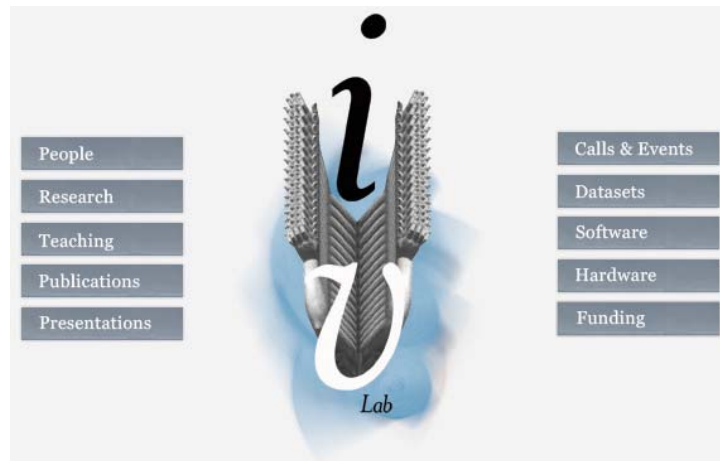 i
v
Lab
People
Research
Teaching
Publications
Presentations
Calls & Events
Datasets
Software
Hardware
Funding